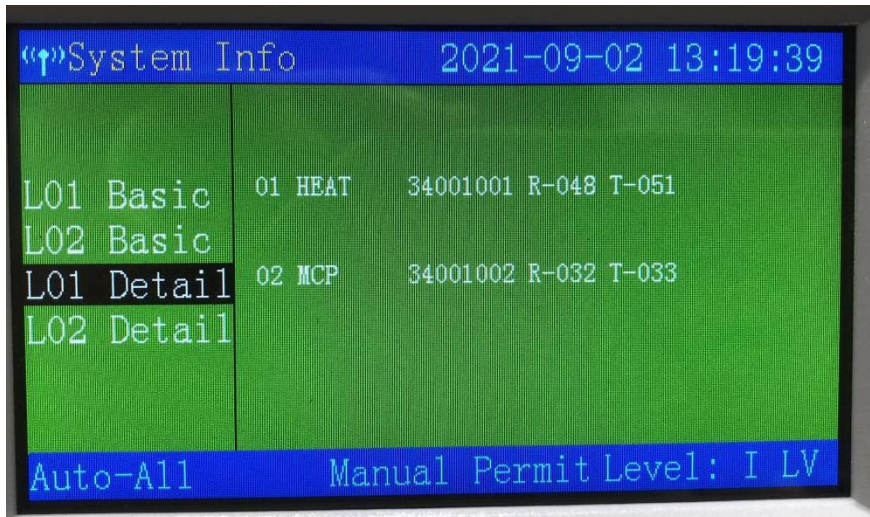 System Info 2021-09-02 13:19:39
L01 Basic
L02 Basic
L01 Detail
L02 Detail
01 HEAT 34001001 R-048 T-051
02 MCP 34001002 R-032 T-033
Auto-All Manual Permit Level: I LV